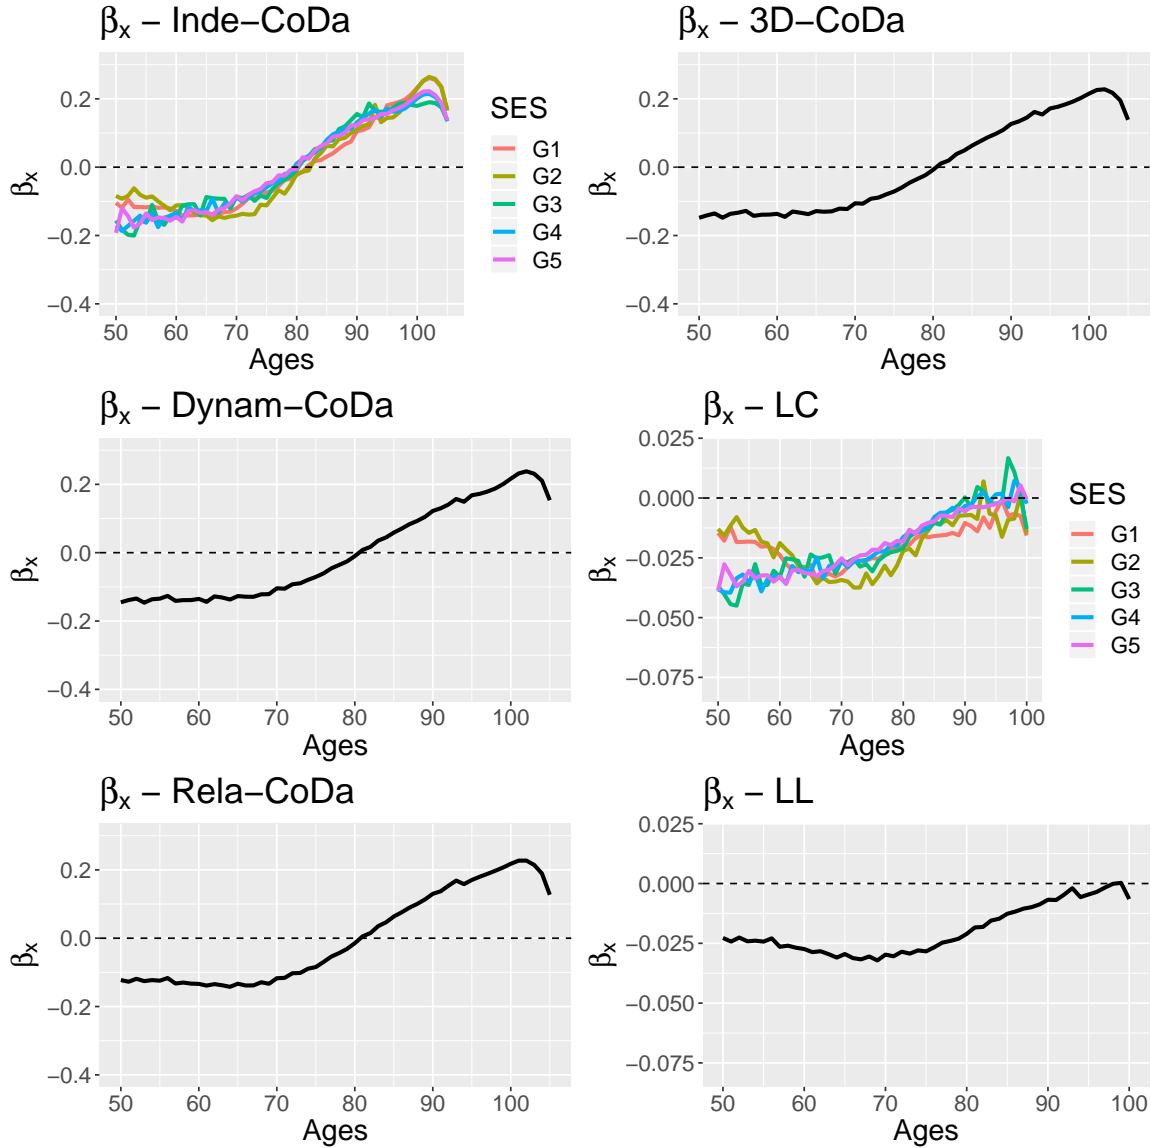 βx – Inde−CoDa
0.2
0.0
−0.2
−0.4
βx
50 60 70 80 90 100
Ages
SES
G1
G2
G3
G4
G5
βx – 3D−CoDa
0.2
0.0
−0.2
−0.4
βx
50 60 70 80 90 100
Ages
βx – Dynam−CoDa
0.2
0.0
−0.2
−0.4
βx
50 60 70 80 90 100
Ages
βx – LC
0.025
0.000
−0.025
−0.050
−0.075
βx
50 60 70 80 90 100
Ages
SES
G1
G2
G3
G4
G5
βx – Rela−CoDa
0.2
0.0
−0.2
−0.4
βx
50 60 70 80 90 100
Ages
βx – LL
0.025
0.000
−0.025
−0.050
−0.075
βx
50 60 70 80 90 100
Ages